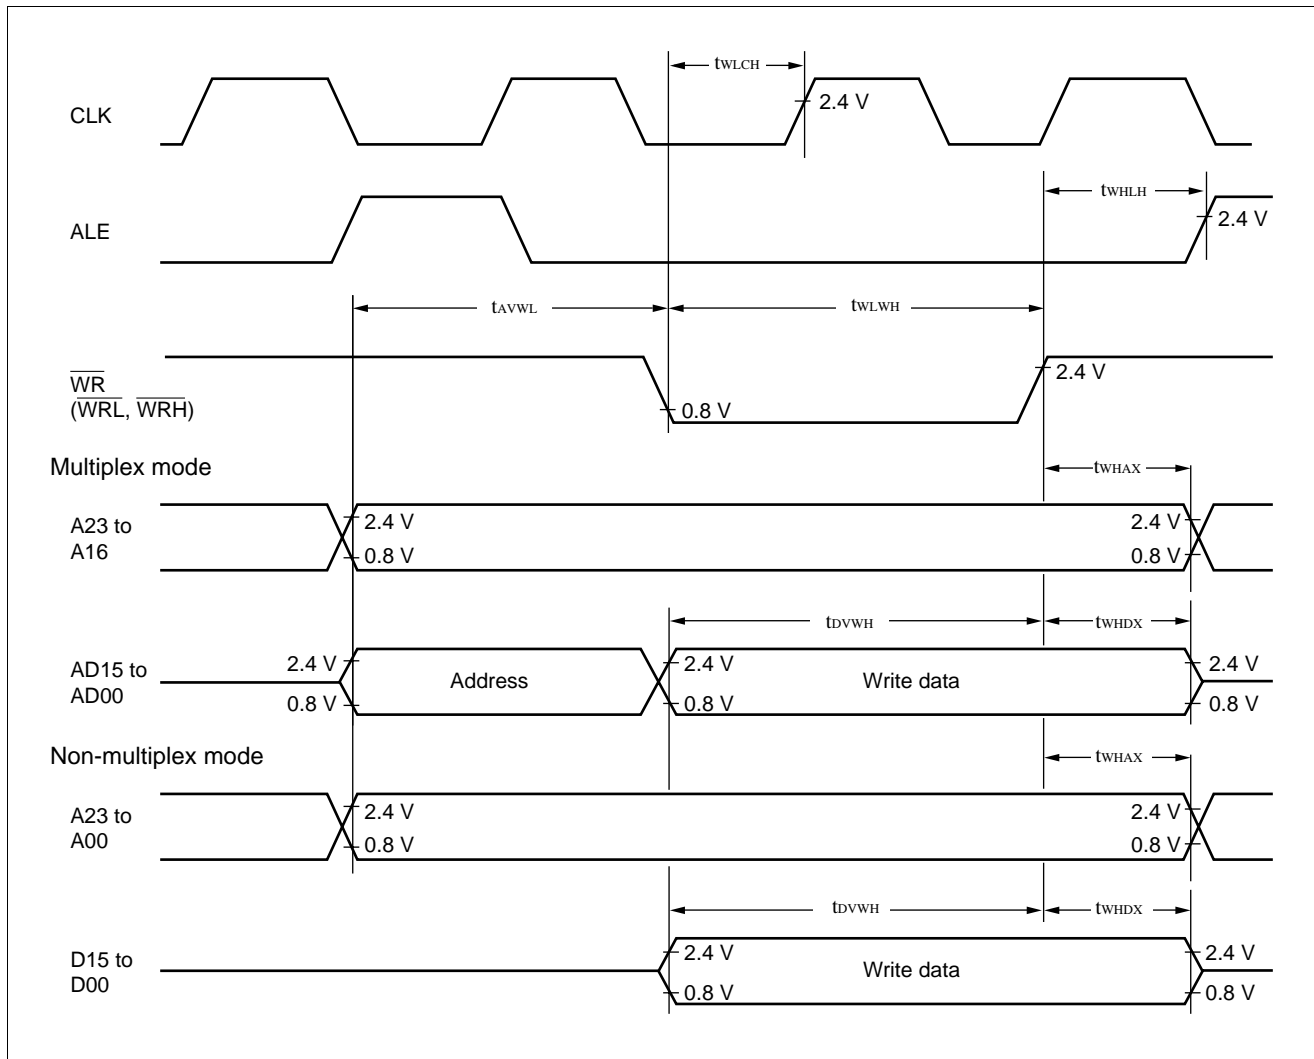 tWLCH
CLK
2.4 V
tWHLH
ALE
2.4 V
tAVWL
tWLWH
WR
(WRL, WRH)
2.4 V
0.8 V
Multiplex mode
tWHAX
A23 to
A16
2.4 V
0.8 V
2.4 V
0.8 V
tDVWH
tWHDX
AD15 to
AD00
2.4 V
0.8 V
Address
2.4 V
0.8 V
Write data
2.4 V
0.8 V
Non-multiplex mode
tWHAX
A23 to
A00
2.4 V
0.8 V
2.4 V
0.8 V
tDVWH
tWHDX
D15 to
D00
2.4 V
0.8 V
Write data
2.4 V
0.8 V